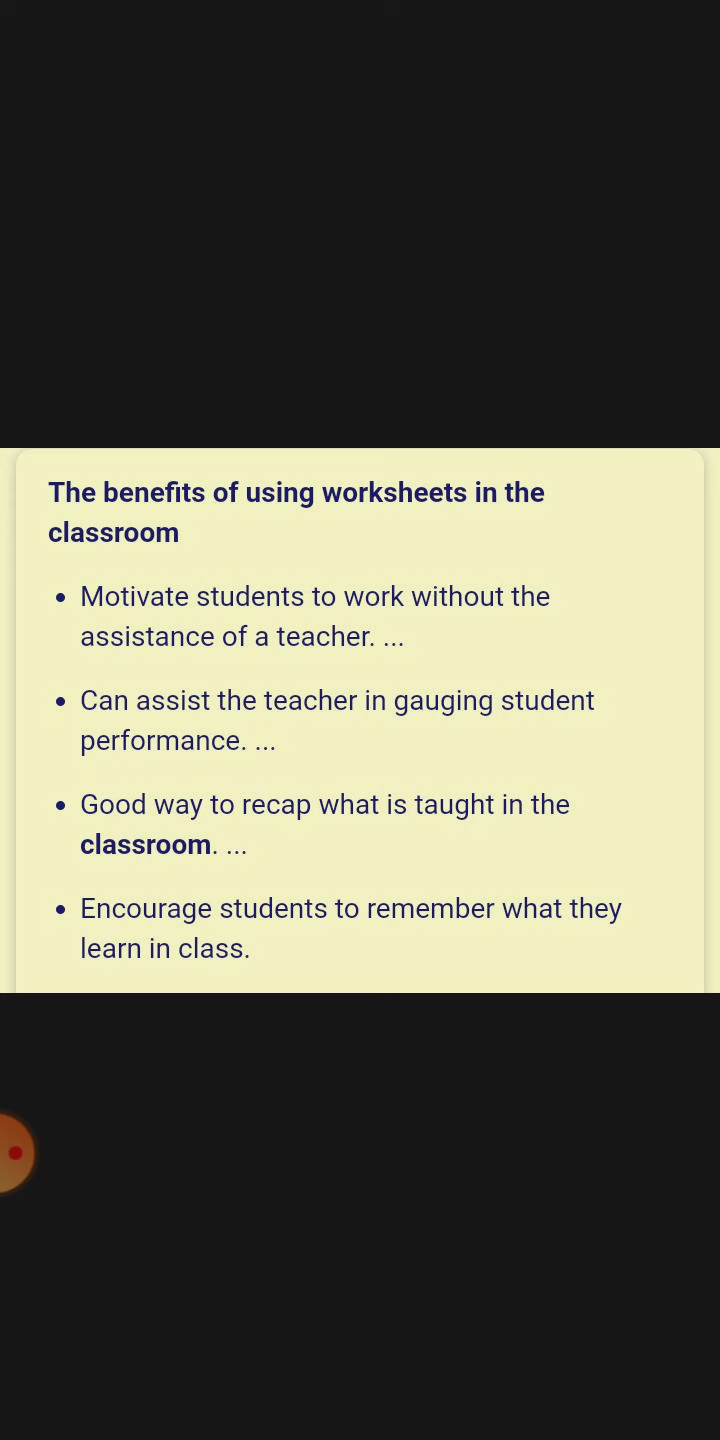 The benefits of using worksheets in the
classroom
• Motivate students to work without the
assistance of a teacher. ...
• Can assist the teacher in gauging student
performance. ...
• Good way to recap what is taught in the
classroom. ...
• Encourage students to remember what they
learn in class.